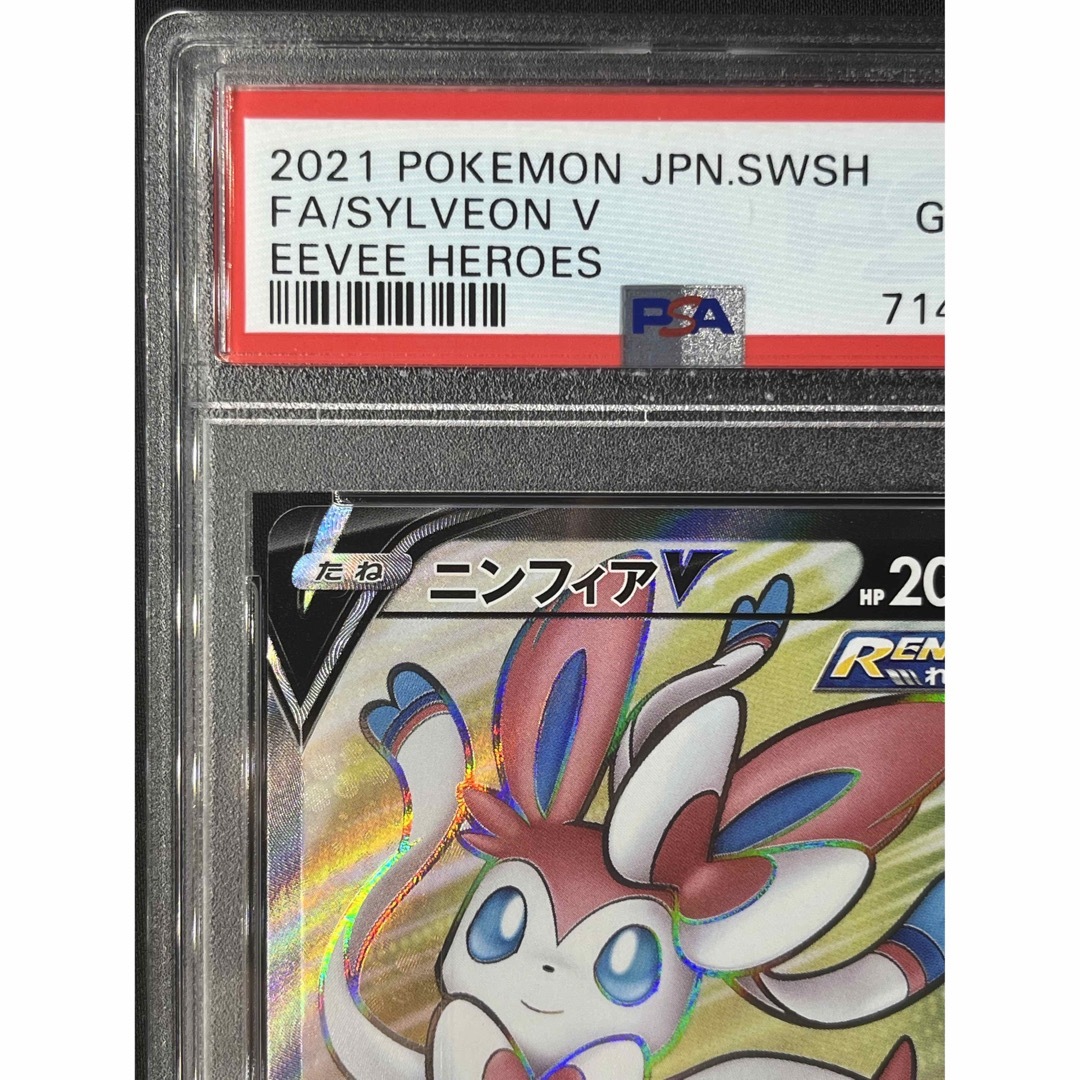 2021 POKEMON JPN.SWSH
FA/SYLVEON V
EEVEE HEROES
PSA
たね
ニンフィアV
HP